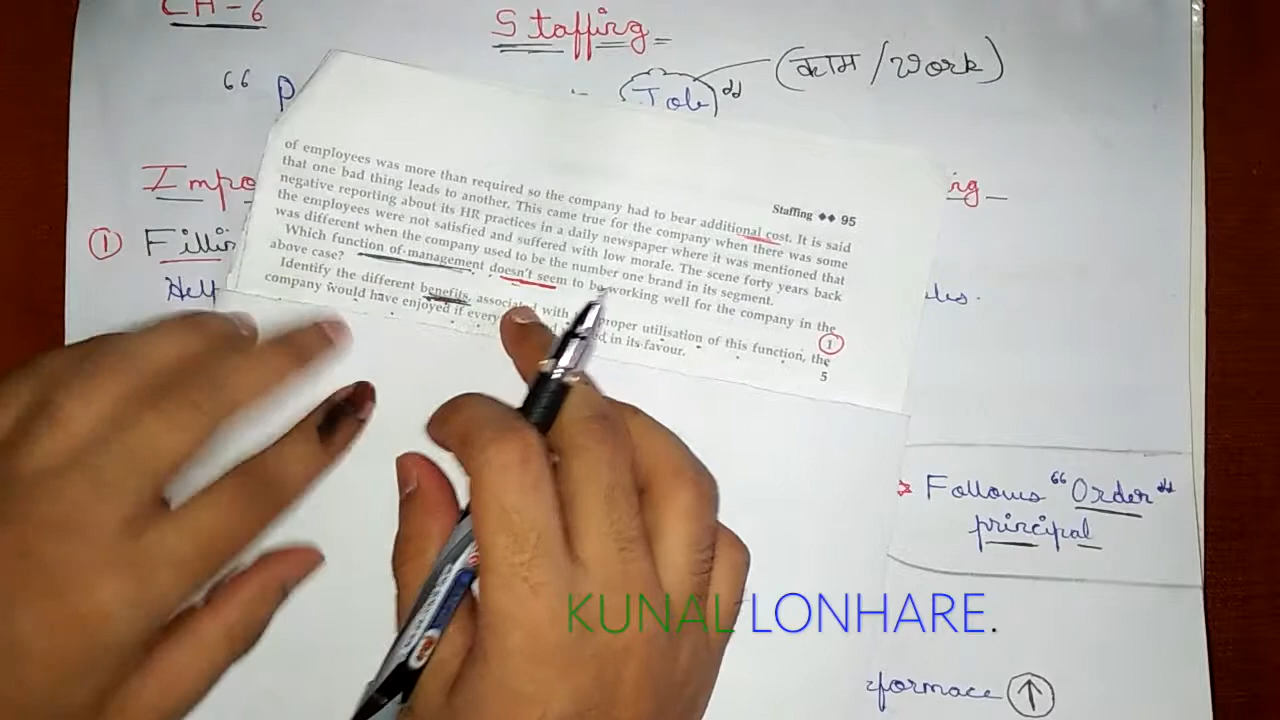 CH-6
Staffing
“ P Job ” (काम / work)
Staffing ◆◆ 95
of employees was more than required so the company had to bear additional cost. It is said
that one bad thing leads to another. This came true for the company when there was some
negative reporting about its HR practices in a daily newspaper where it was mentioned that
the employees were not satisfied and suffered with low morale. The scene forty years back
was different when the company used to be the number one brand in its segment.
Which function of management doesn't seem to be working well for the company in the
above case? 1
Identify the different benefits, associated with proper utilisation of this function, the
company would have enjoyed if in its favour. 5
Impo ing
① Fillin
Help les.
Follows “Order”
principal
formace ↑
KUNAL LONHARE.